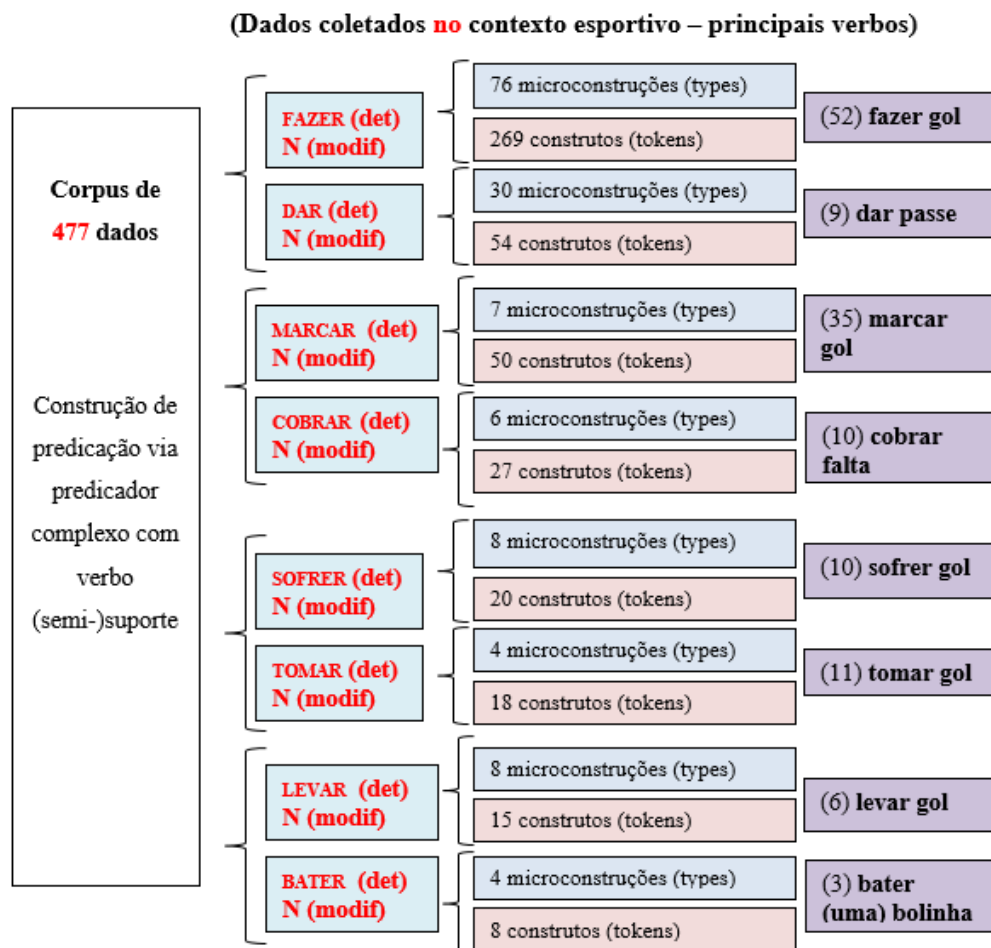 (Dados coletados no contexto esportivo – principais verbos)
Corpus de
477 dados
Construção de
predicação via
predicador
complexo com
verbo
(semi-)suporte
FAZER (det)
N (modif)
76 microconstruções (types)
269 construtos (tokens)
(52) fazer gol
DAR (det)
N (modif)
30 microconstruções (types)
54 construtos (tokens)
(9) dar passe
MARCAR (det)
N (modif)
7 microconstruções (types)
50 construtos (tokens)
(35) marcar
gol
COBRAR (det)
N (modif)
6 microconstruções (types)
27 construtos (tokens)
(10) cobrar
falta
SOFRER (det)
N (modif)
8 microconstruções (types)
20 construtos (tokens)
(10) sofrer gol
TOMAR (det)
N (modif)
4 microconstruções (types)
18 construtos (tokens)
(11) tomar gol
LEVAR (det)
N (modif)
8 microconstruções (types)
15 construtos (tokens)
(6) levar gol
BATER (det)
N (modif)
4 microconstruções (types)
8 construtos (tokens)
(3) bater
(uma) bolinha